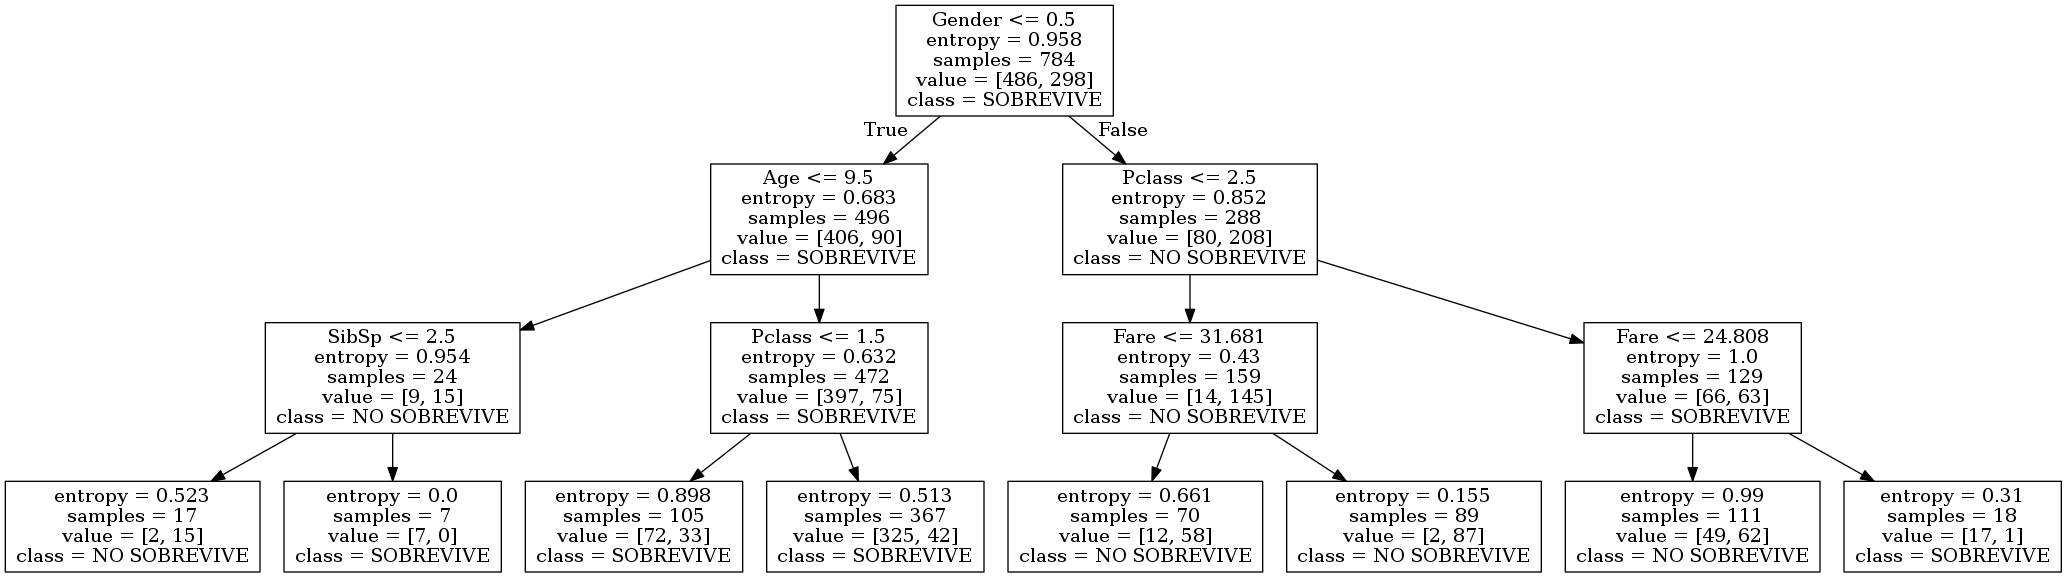 Gender <= 0.5
entropy = 0.958
samples = 784
value = [486, 298]
class = SOBREVIVE
True
False
Age <= 9.5
entropy = 0.683
samples = 496
value = [406, 90]
class = SOBREVIVE
Pclass <= 2.5
entropy = 0.852
samples = 288
value = [80, 208]
class = NO SOBREVIVE
SibSp <= 2.5
entropy = 0.954
samples = 24
value = [9, 15]
class = NO SOBREVIVE
Pclass <= 1.5
entropy = 0.632
samples = 472
value = [397, 75]
class = SOBREVIVE
Fare <= 31.681
entropy = 0.43
samples = 159
value = [14, 145]
class = NO SOBREVIVE
Fare <= 24.808
entropy = 1.0
samples = 129
value = [66, 63]
class = SOBREVIVE
entropy = 0.523
samples = 17
value = [2, 15]
class = NO SOBREVIVE
entropy = 0.0
samples = 7
value = [7, 0]
class = SOBREVIVE
entropy = 0.898
samples = 105
value = [72, 33]
class = SOBREVIVE
entropy = 0.513
samples = 367
value = [325, 42]
class = SOBREVIVE
entropy = 0.661
samples = 70
value = [12, 58]
class = NO SOBREVIVE
entropy = 0.155
samples = 89
value = [2, 87]
class = NO SOBREVIVE
entropy = 0.99
samples = 111
value = [49, 62]
class = NO SOBREVIVE
entropy = 0.31
samples = 18
value = [17, 1]
class = SOBREVIVE